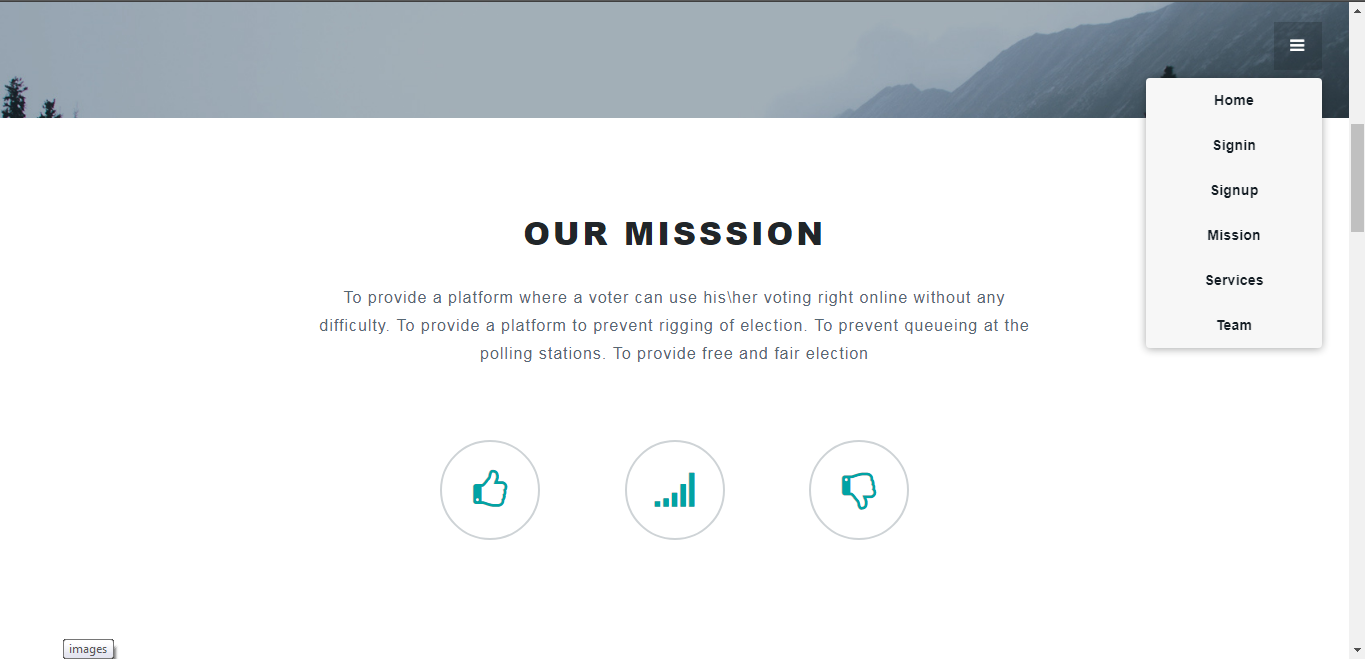 Home
Signin
Signup
Mission
Services
Team
OUR MISSSION
To provide a platform where a voter can use his\her voting right online without any
difficulty. To provide a platform to prevent rigging of election. To prevent queueing at the
polling stations. To provide free and fair election
images